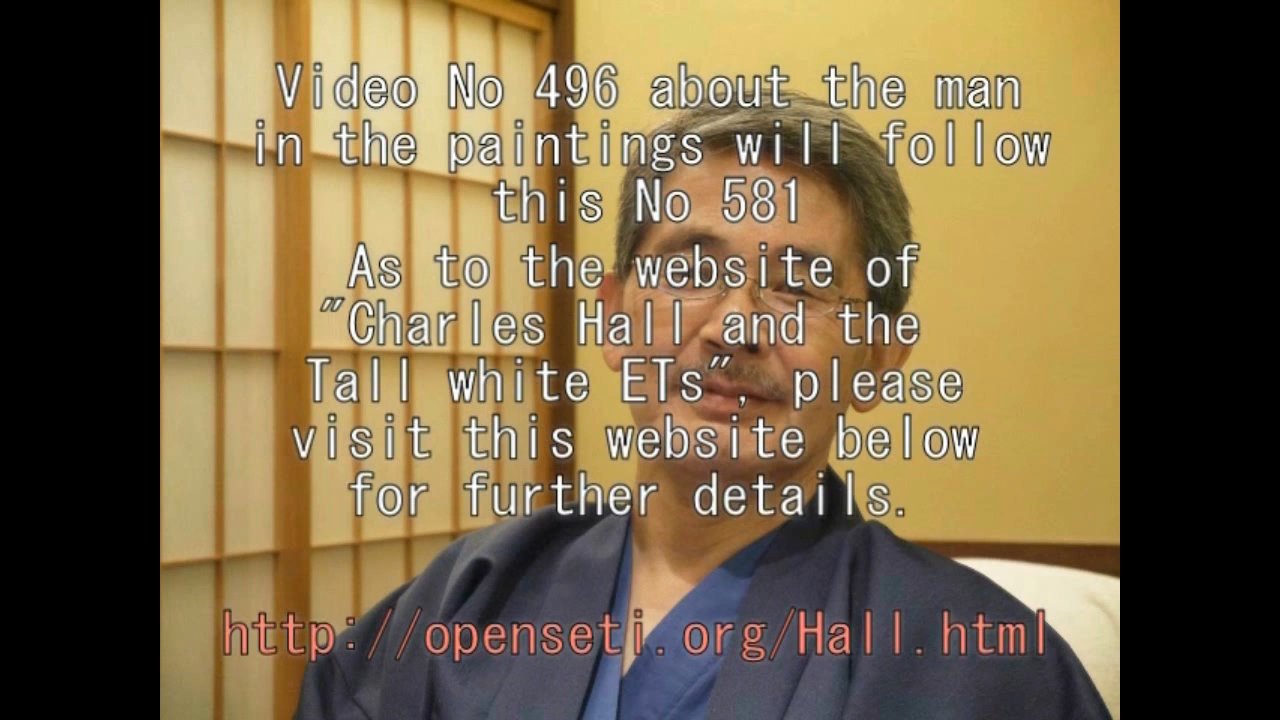 Video No 496 about the man
in the paintings will follow
this No 581
As to the website of
"Charles Hall and the
Tall white ETs", please
visit this website below
for further details.
http://openseti.org/Hall.html